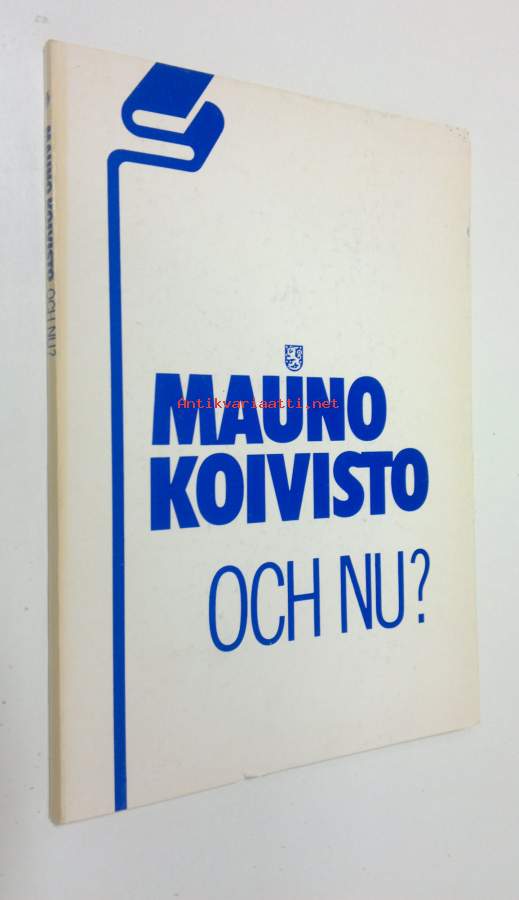 MAUNO KOIVISTO OCH NU?
MAUNO
Antikvariaatti.net
KOIVISTO
OCH NU?